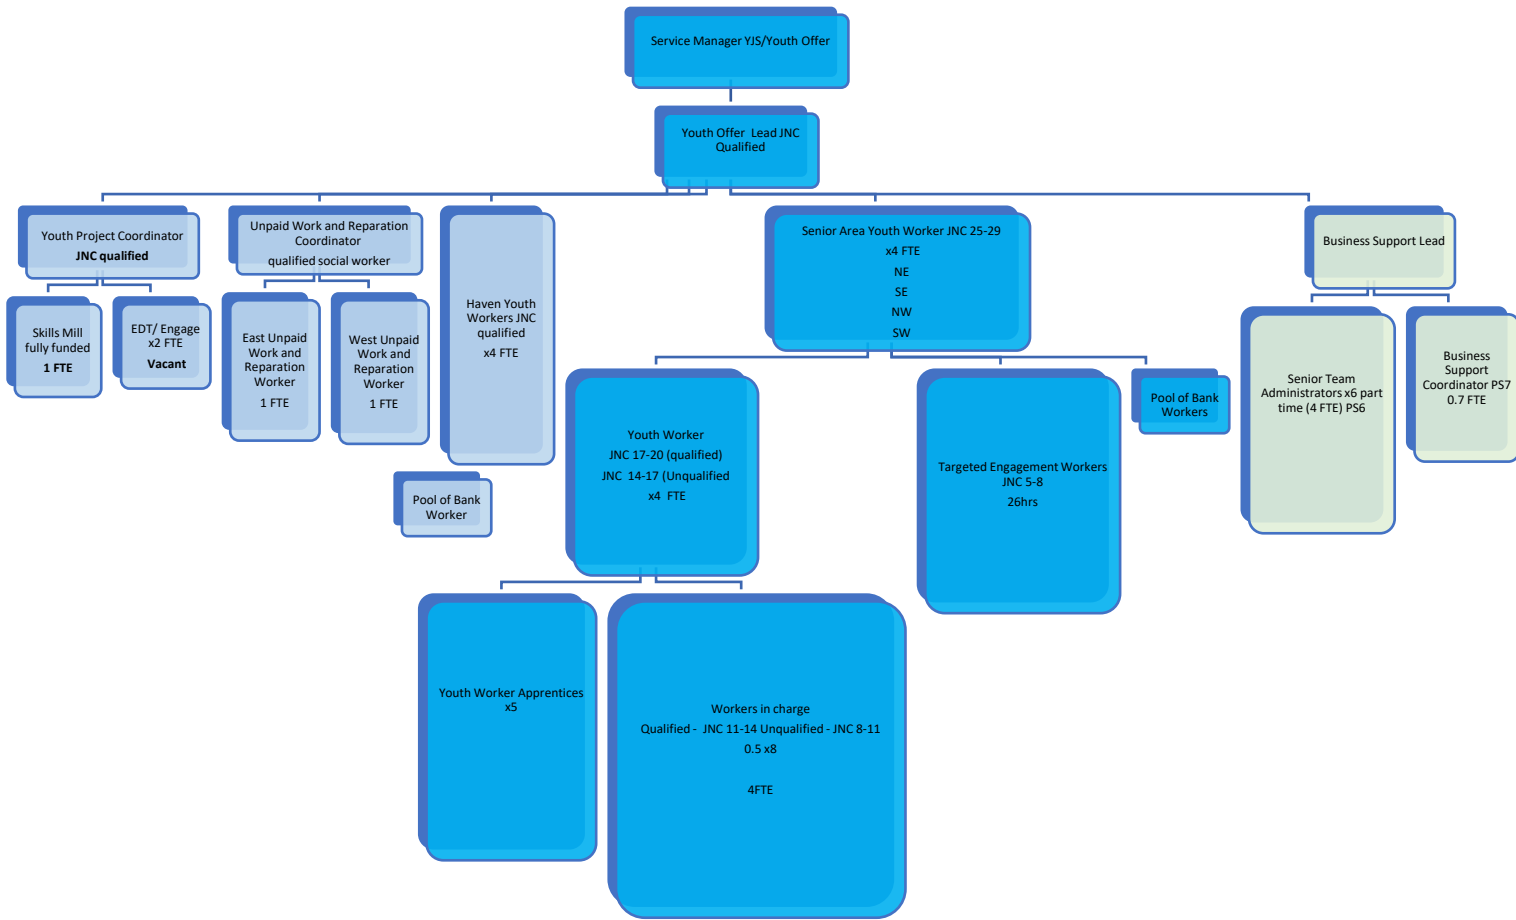 Service Manager YJS/Youth Offer
Youth Offer  Lead JNC
Qualified
Youth Project Coordinator
JNC qualified
Unpaid Work and Reparation
Coordinator
qualified social worker
Haven Youth
Workers JNC
qualified
x4 FTE
Senior Area Youth Worker JNC 25-29
x4 FTE
NE
SE
NW
SW
Business Support Lead
Skills Mill
fully funded
1 FTE
EDT/ Engage
x2 FTE
Vacant
East Unpaid
Work and
Reparation
Worker
1 FTE
West Unpaid
Work and
Reparation
Worker
1 FTE
Pool of Bank
Worker
Youth Worker
JNC 17-20 (qualified)
JNC  14-17 (Unqualified
x4  FTE
Targeted Engagement Workers
JNC 5-8
26hrs
Pool of Bank
Workers
Senior Team
Administrators x6 part
time (4 FTE) PS6
Business
Support
Coordinator PS7
0.7 FTE
Youth Worker Apprentices
x5
Workers in charge
Qualified -  JNC 11-14 Unqualified - JNC 8-11
0.5 x8
4FTE